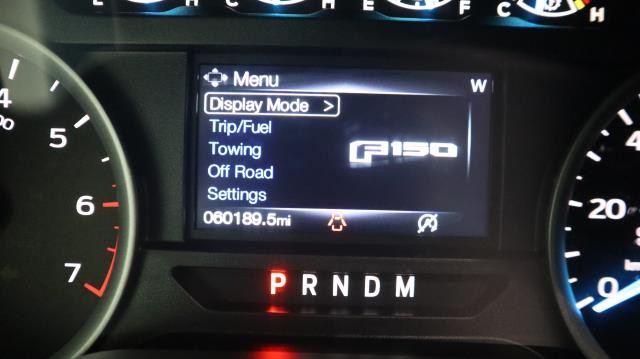 L H C H E F C H
Menu W
Display Mode >
Trip/Fuel
Towing F150
Off Road
Settings
060189.5mi
4
5
6
7
20
0
P R N D M